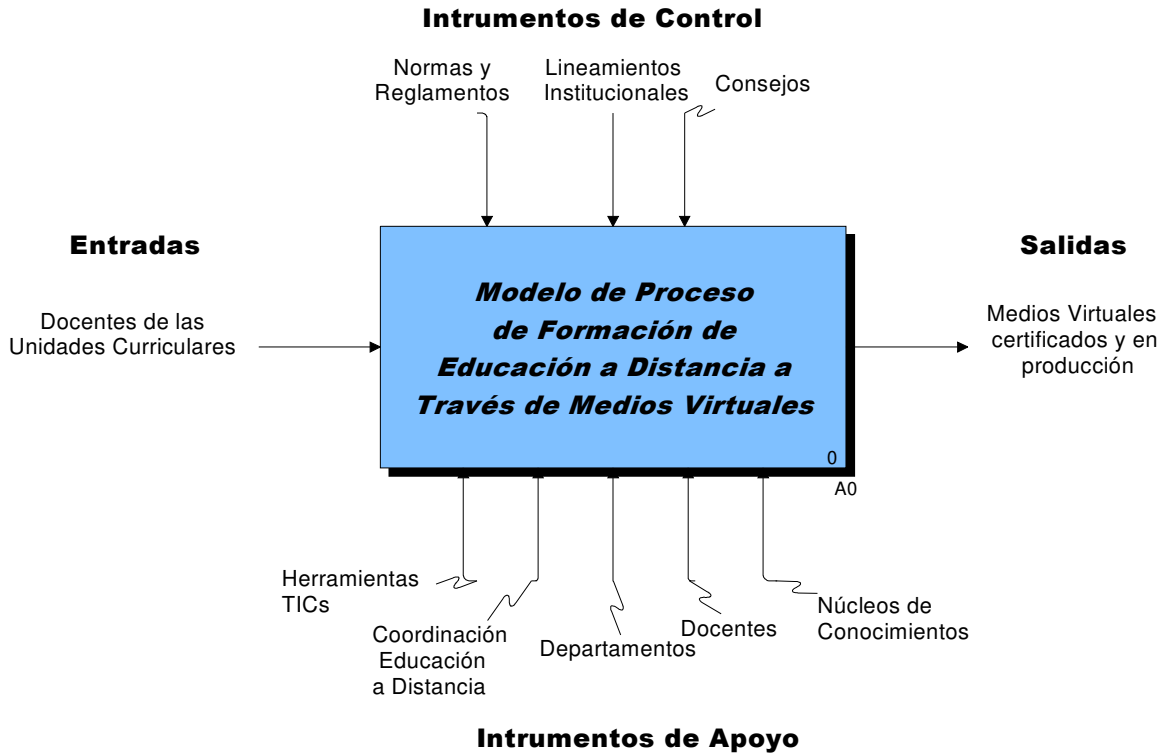 Intrumentos de Control
Normas y
Reglamentos
Lineamientos
Institucionales
Consejos
Entradas
Docentes de las
Unidades Curriculares
Modelo de Proceso
de Formación de
Educación a Distancia a
Través de Medios Virtuales
0
A0
Salidas
Medios Virtuales
certificados y en
producción
Herramientas
TICs
Coordinación
Educación
a Distancia
Departamentos
Docentes
Núcleos de
Conocimientos
Intrumentos de Apoyo